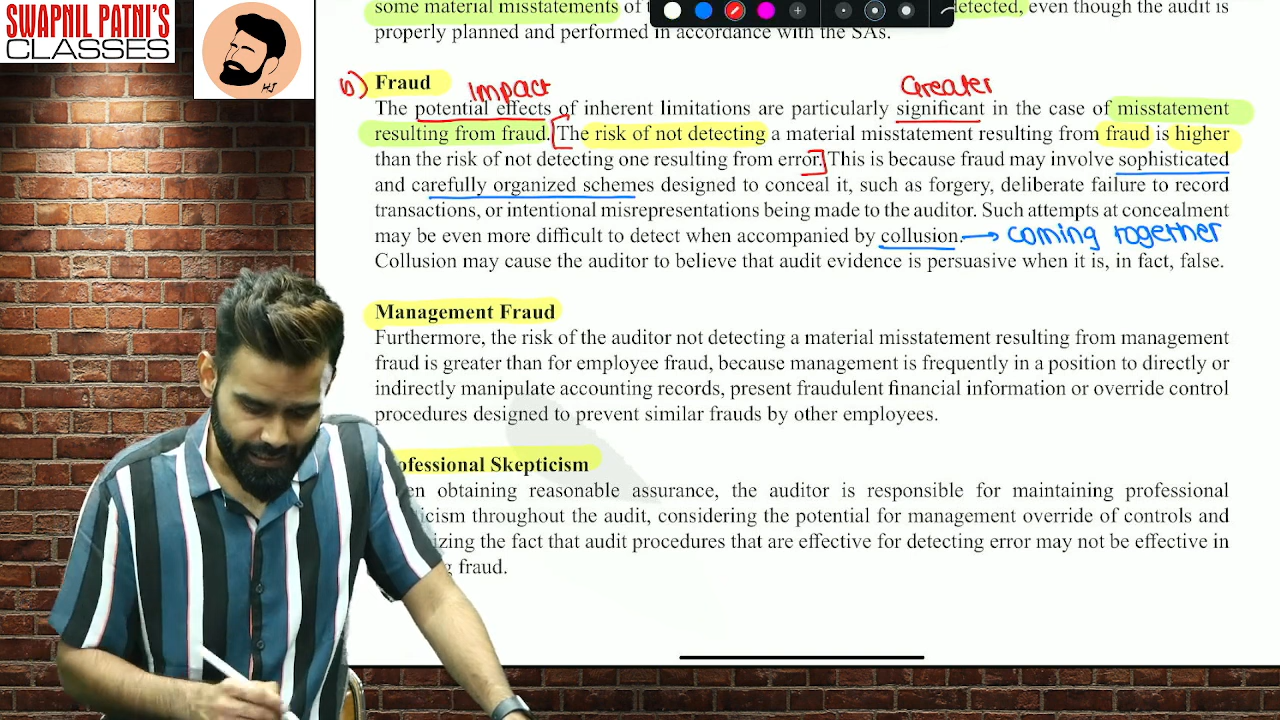 SWAPNIL PATNI'S
CLASSES
some material misstatements of
detected, even though the audit is
properly planned and performed in accordance with the SAs.
b) Fraud
Impact
Greater
The potential effects of inherent limitations are particularly significant in the case of misstatement
resulting from fraud. The risk of not detecting a material misstatement resulting from fraud is higher
than the risk of not detecting one resulting from error. This is because fraud may involve sophisticated
and carefully organized schemes designed to conceal it, such as forgery, deliberate failure to record
transactions, or intentional misrepresentations being made to the auditor. Such attempts at concealment
may be even more difficult to detect when accompanied by collusion. → coming together
Collusion may cause the auditor to believe that audit evidence is persuasive when it is, in fact, false.
Management Fraud
Furthermore, the risk of the auditor not detecting a material misstatement resulting from management
fraud is greater than for employee fraud, because management is frequently in a position to directly or
indirectly manipulate accounting records, present fraudulent financial information or override control
procedures designed to prevent similar frauds by other employees.
Skepticism
obtaining reasonable assurance, the auditor is responsible for maintaining professional
throughout the audit, considering the potential for management override of controls and
the fact that audit procedures that are effective for detecting error may not be effective in
fraud.